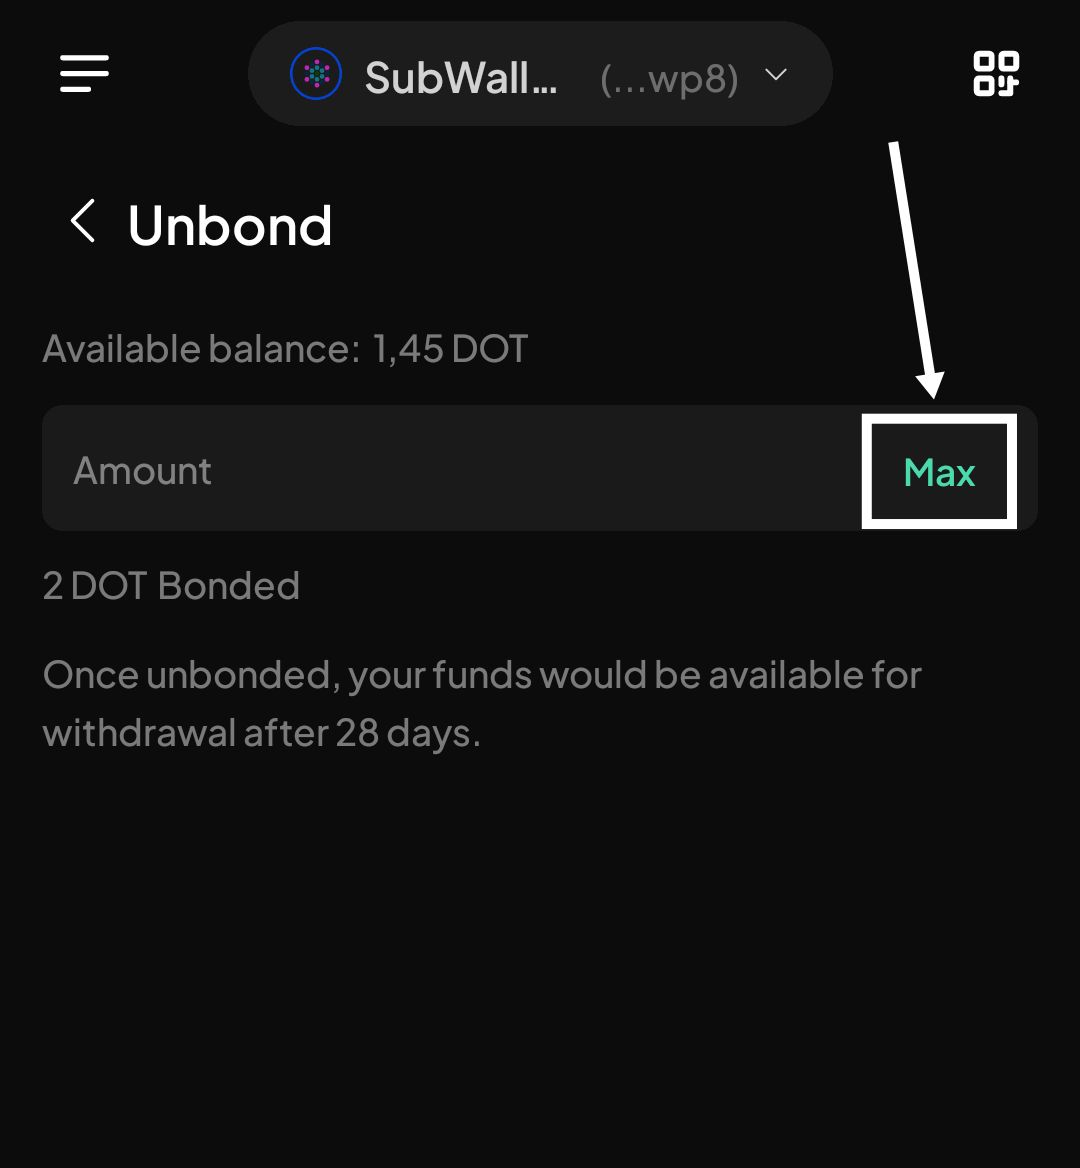 SubWall... (...wp8)
Unbond
Available balance: 1,45 DOT
Amount
Max
2 DOT Bonded
Once unbonded, your funds would be available for
withdrawal after 28 days.